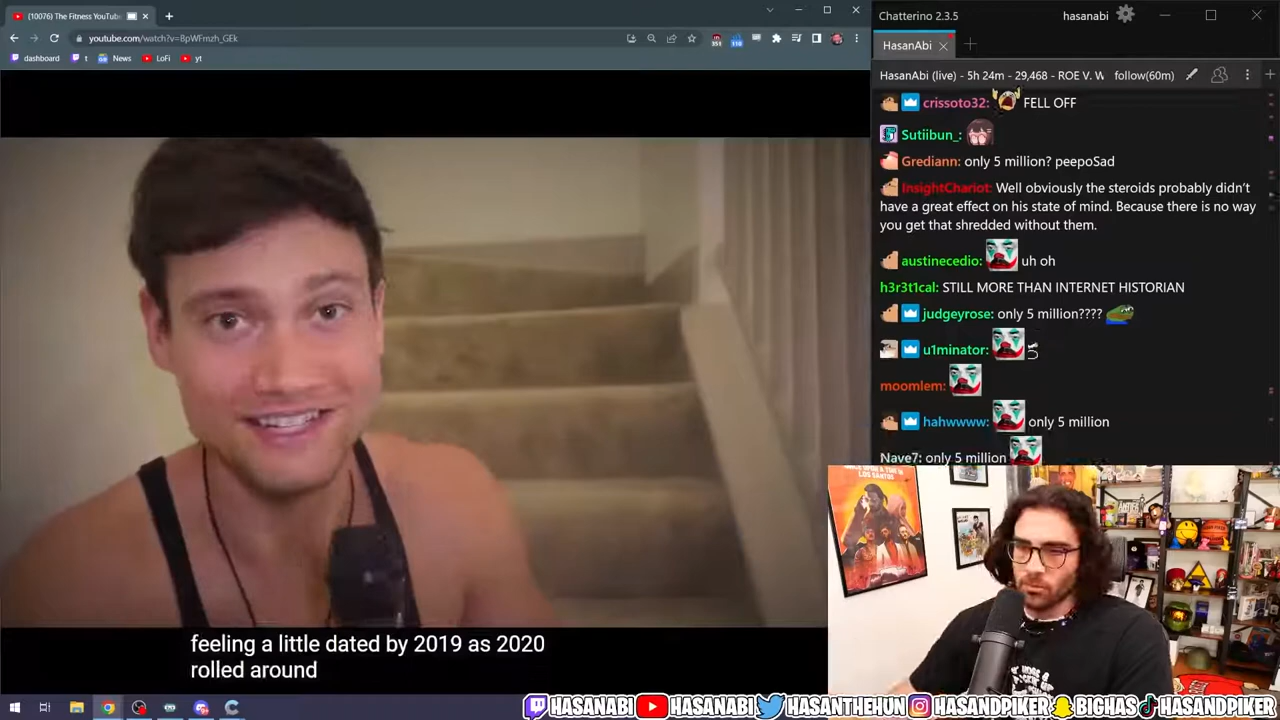 (10076) The Fitness YouTub
youtube.com/watch?v=BpWFmzh_GEk
dashboard
t
News
LoFi
yt
feeling a little dated by 2019 as 2020
rolled around
Chatterino 2.3.5
hasanabi
HasanAbi
HasanAbi (live) - 5h 24m - 29,468 - ROE V. W
follow(60m)
crissoto32: FELL OFF
Sutiibun_:
Grediann: only 5 million? peepoSad
InsightChariot: Well obviously the steroids probably didn't
have a great effect on his state of mind. Because there is no way
you get that shredded without them.
austinecedio: uh oh
h3r3t1cal: STILL MORE THAN INTERNET HISTORIAN
judgeyrose: only 5 million????
u1minator:
moomlem:
hahwwww: only 5 million
Nave7: only 5 million
LOS SANTOS
HASANABI
HASANABI
HASANTHEHUN
HASANDPIKER
BIGHAS
HASANDPIKER